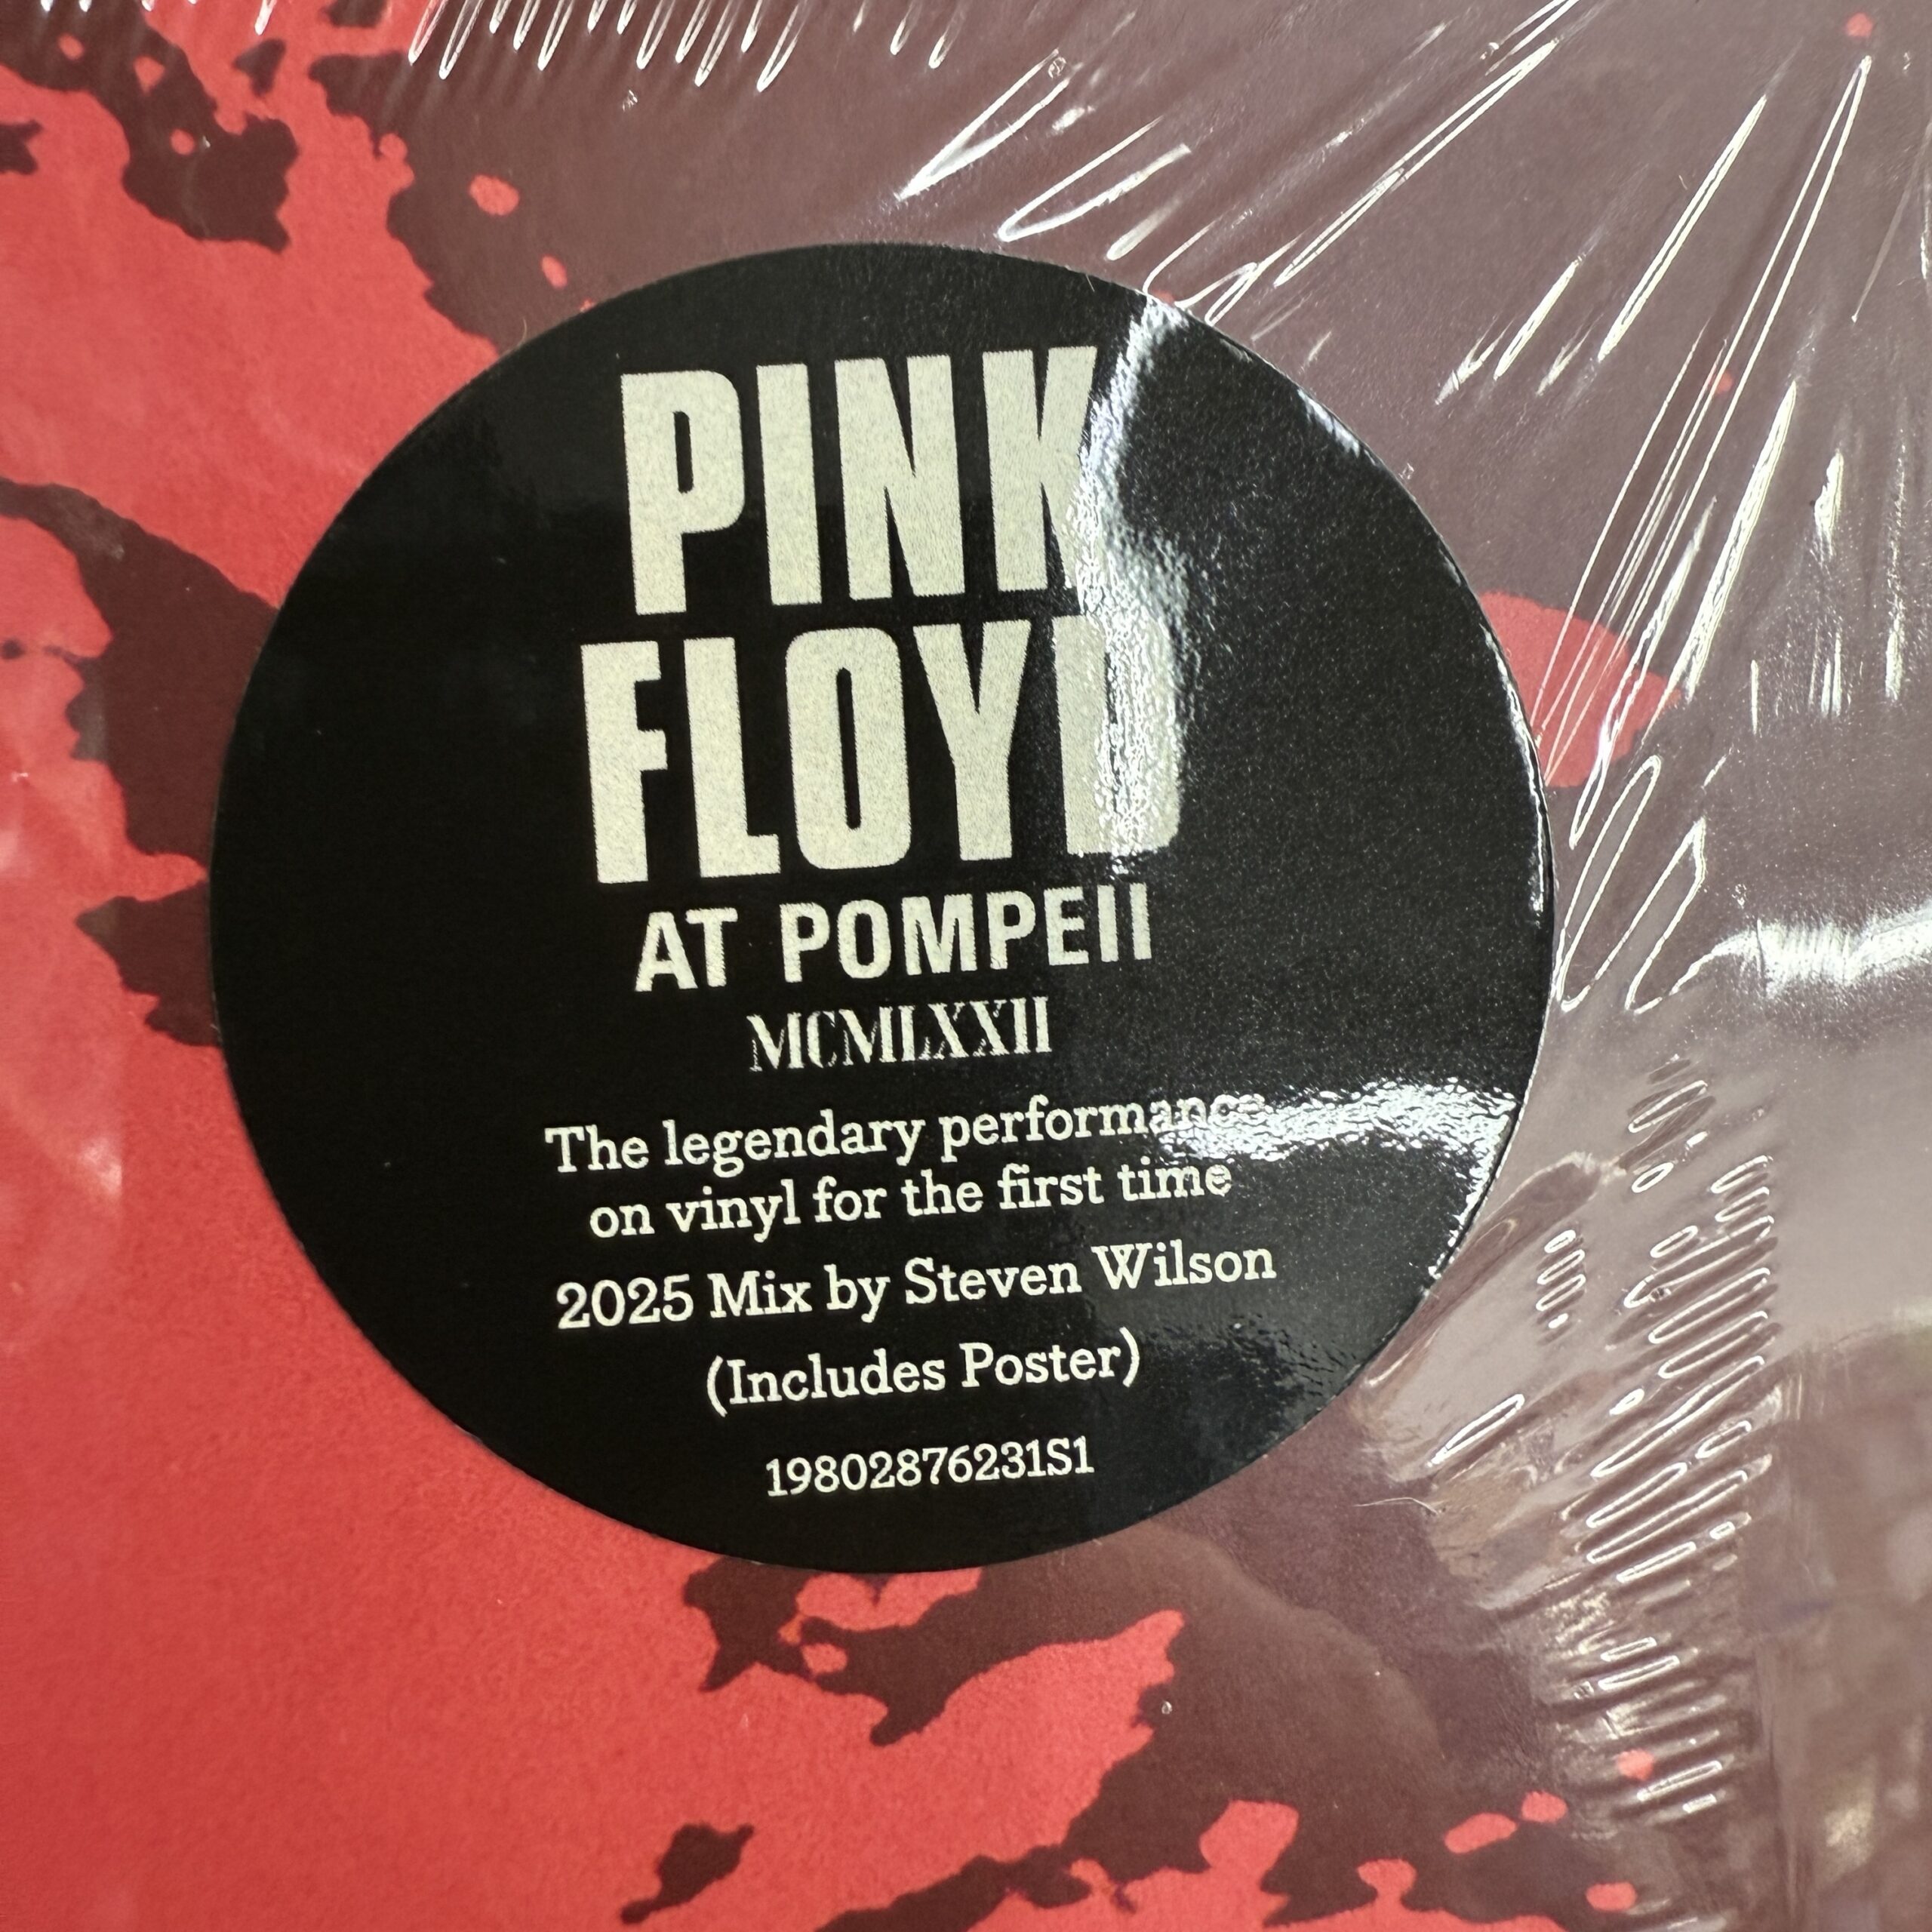 PINK
FLOYD
AT POMPEII
MCMLXXII
The legendary performance
on vinyl for the first time
2025 Mix by Steven Wilson
(Includes Poster)
19802876231S1